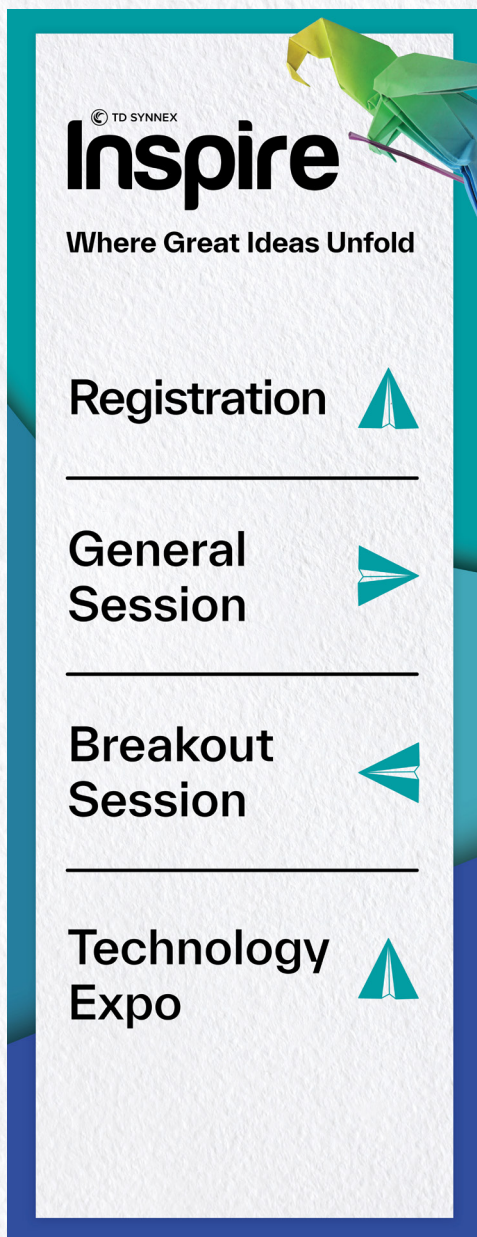 TD SYNNEX
Inspire
Where Great Ideas Unfold
Registration
General
Session
Breakout
Session
Technology
Expo